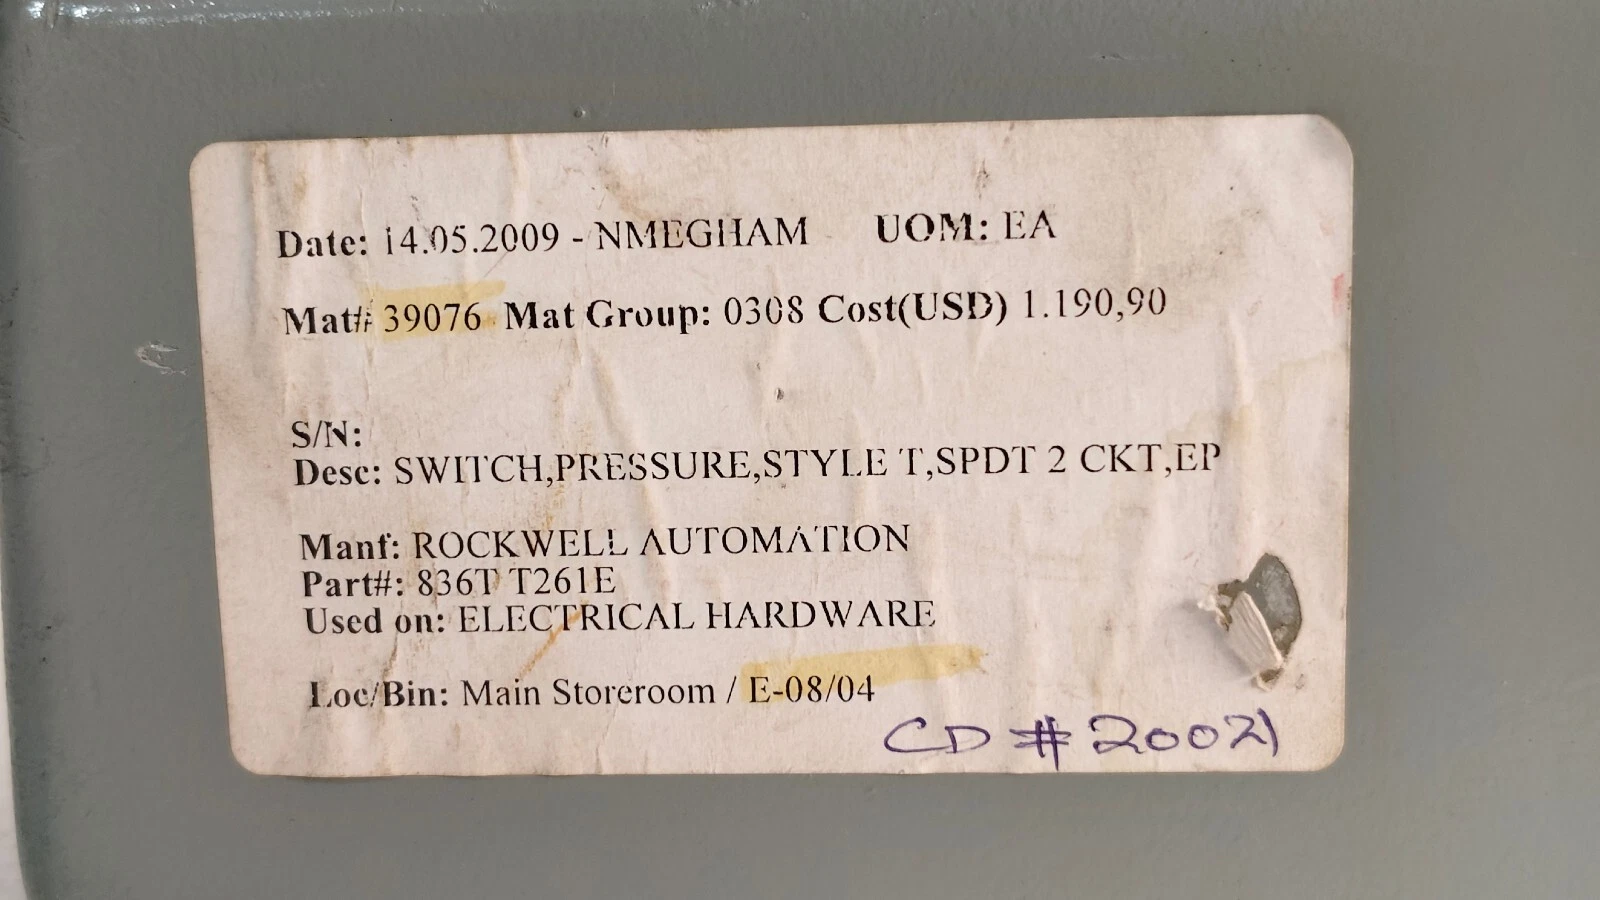 Date: 14.05.2009 - NMEGHAM UOM: EA
Mat# 39076 Mat Group: 0308 Cost(USD) 1.190,90
S/N:
Desc: SWITCH,PRESSURE,STYLE T,SPDT 2 CKT,EP
Manf: ROCKWELL AUTOMATION
Part#: 836T T261E
Used on: ELECTRICAL HARDWARE
Loc/Bin: Main Storeroom / E-08/04
CD # 20021